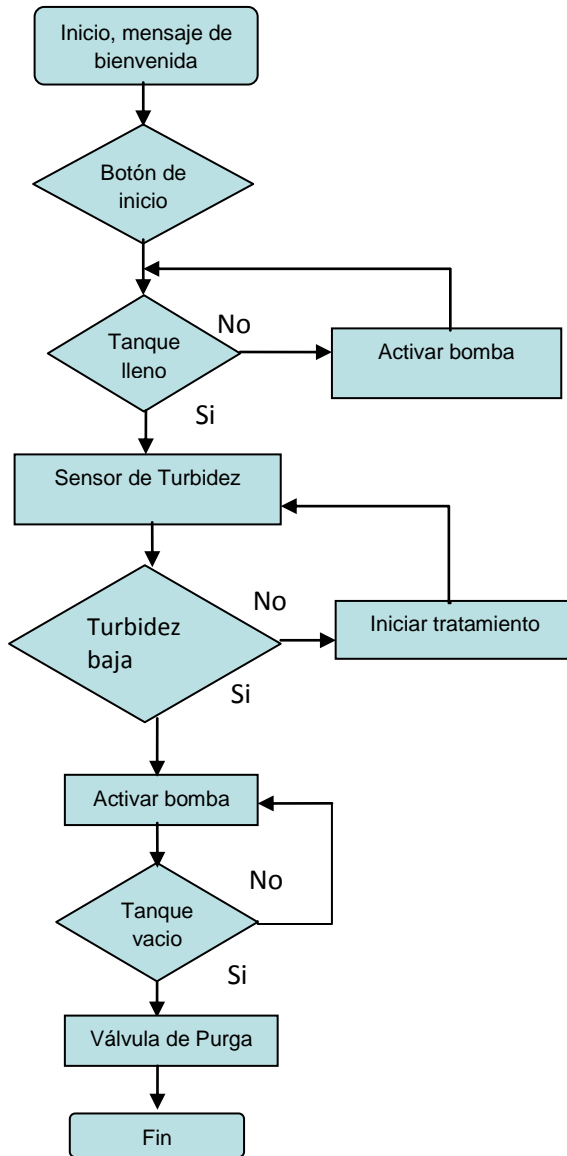 Inicio, mensaje de
bienvenida
Botón de
inicio
Tanque
lleno
No
Activar bomba
Si
Sensor de Turbidez
Turbidez
baja
No
Iniciar tratamiento
Si
Activar bomba
Tanque
vacio
No
Si
Válvula de Purga
Fin